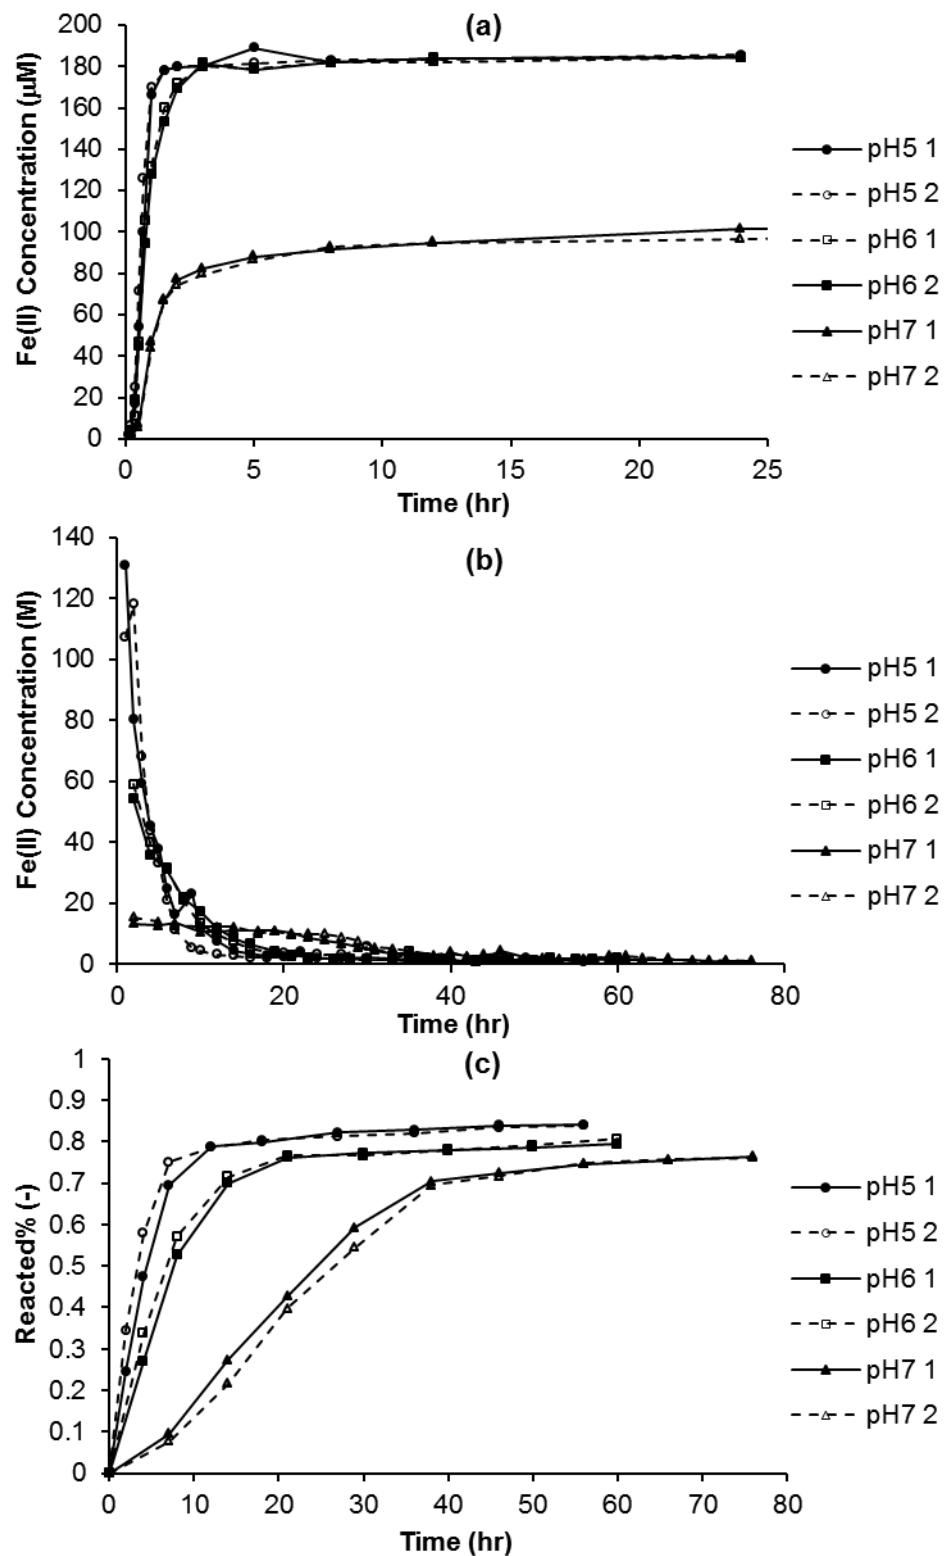 (a)
Fe(II) Concentration (µM)
200
180
160
140
120
100
80
60
40
20
0
0 5 10 15 20 25
Time (hr)
pH5 1
pH5 2
pH6 1
pH6 2
pH7 1
pH7 2
(b)
Fe(II) Concentration (M)
140
120
100
80
60
40
20
0
0 20 40 60 80
Time (hr)
pH5 1
pH5 2
pH6 1
pH6 2
pH7 1
pH7 2
(c)
Reacted% (-)
1
0.9
0.8
0.7
0.6
0.5
0.4
0.3
0.2
0.1
0
0 10 20 30 40 50 60 70 80
Time (hr)
pH5 1
pH5 2
pH6 1
pH6 2
pH7 1
pH7 2